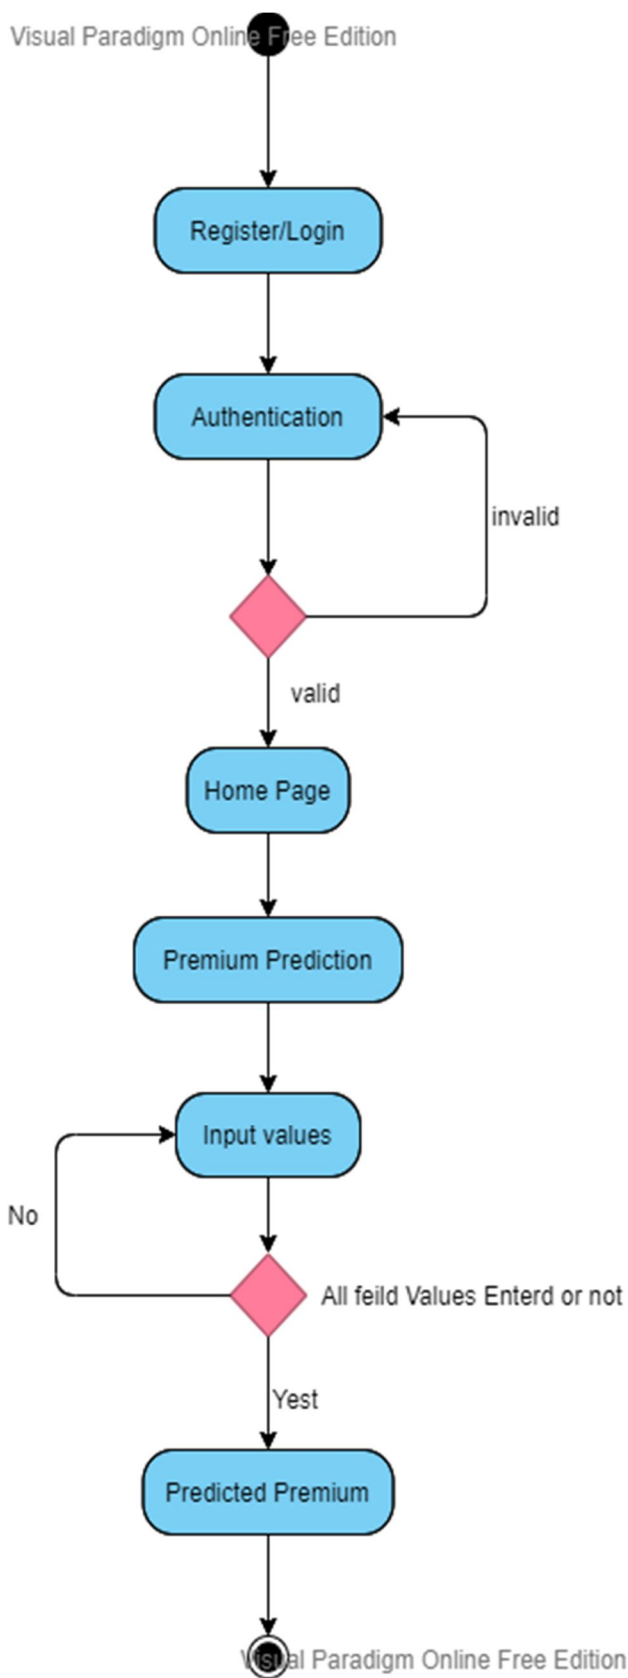 Visual Paradigm Online Free Edition
Register/Login
Authentication
invalid
valid
Home Page
Premium Prediction
Input values
No
All feild Values Enterd or not
Yest
Predicted Premium
Visual Paradigm Online Free Edition